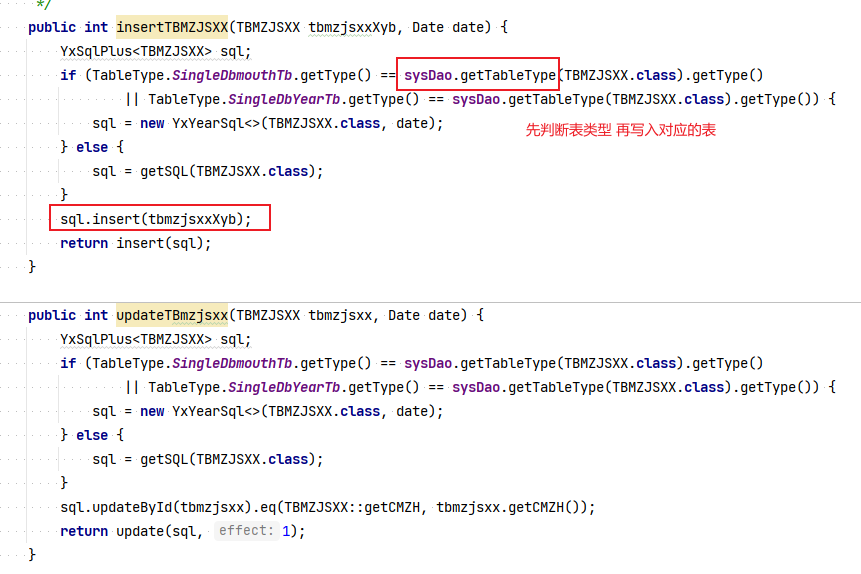 */
public int insertTBMZJSXX(TBMZJSXX tbmzjsxxXyb, Date date) {
YxSqlPlus<TBMZJSXX> sql;
if (TableType.SingleDbmouthTb.getType() == sysDao.getTableType(TBMZJSXX.class).getType()
|| TableType.SingleDbYearTb.getType() == sysDao.getTableType(TBMZJSXX.class).getType()) {
sql = new YxYearSql<>(TBMZJSXX.class, date);
先判断表类型 再写入对应的表
} else {
sql = getSQL(TBMZJSXX.class);
}
sql.insert(tbmzjsxxXyb);
return insert(sql);
}
public int updateTBmzjsxx(TBMZJSXX tbmzjsxx, Date date) {
YxSqlPlus<TBMZJSXX> sql;
if (TableType.SingleDbmouthTb.getType() == sysDao.getTableType(TBMZJSXX.class).getType()
|| TableType.SingleDbYearTb.getType() == sysDao.getTableType(TBMZJSXX.class).getType()) {
sql = new YxYearSql<>(TBMZJSXX.class, date);
} else {
sql = getSQL(TBMZJSXX.class);
}
sql.updateById(tbmzjsxx).eq(TBMZJSXX::getCMZH, tbmzjsxx.getCMZH());
return update(sql, effect: 1);
}